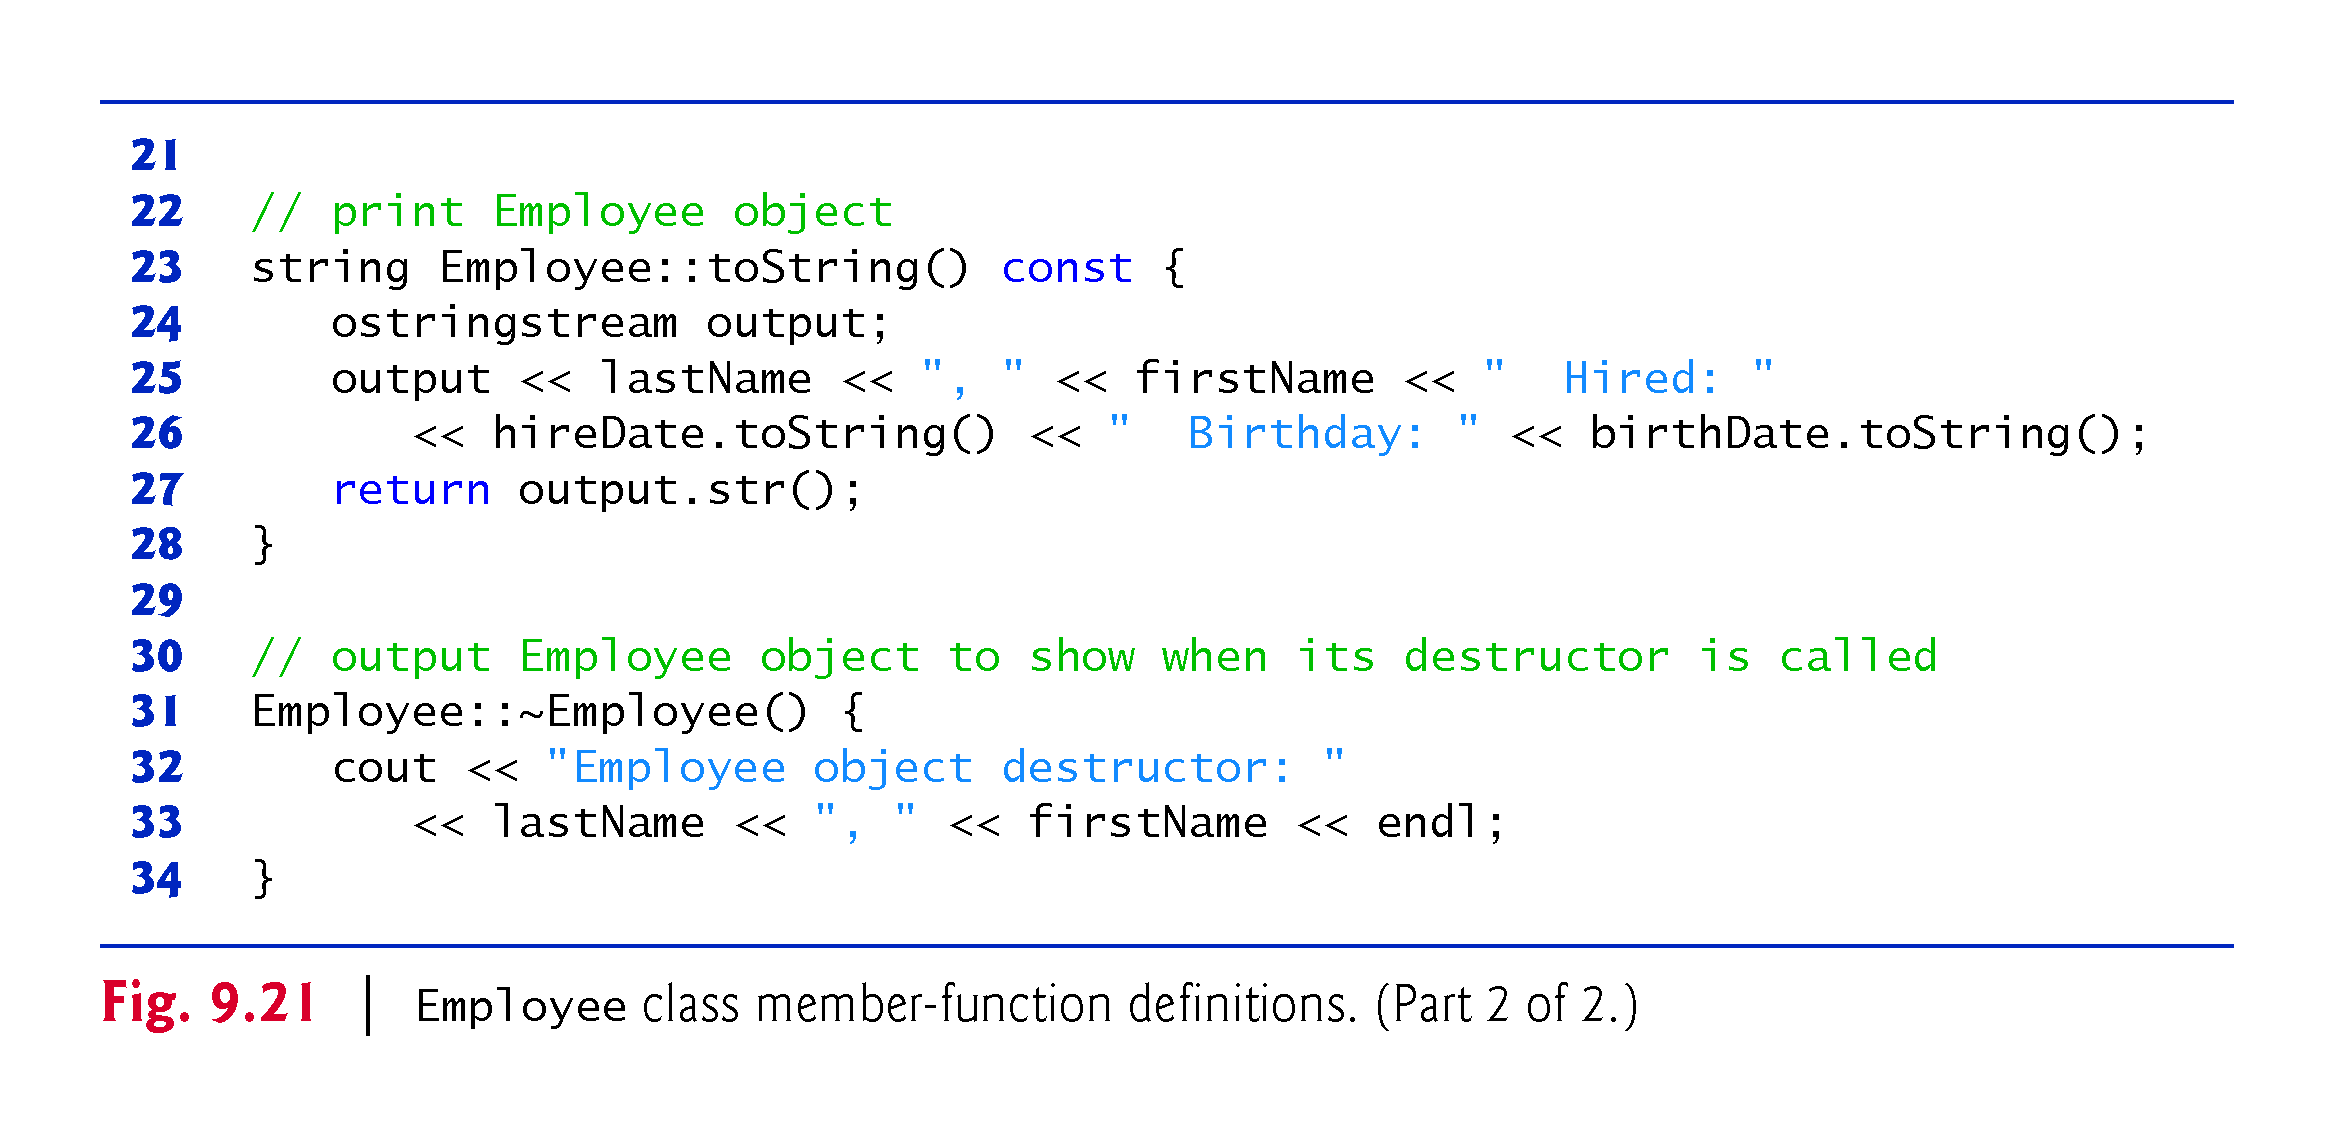 21
22 // print Employee object
23 string Employee::toString() const {
24    ostringstream output;
25    output << lastName << ", " << firstName << "  Hired: "
26       << hireDate.toString() << "  Birthday: " << birthDate.toString();
27    return output.str();
28 }
29
30 // output Employee object to show when its destructor is called
31 Employee::~Employee() {
32    cout << "Employee object destructor: "
33       << lastName << ", " << firstName << endl;
34 }
Fig. 9.21 | Employee class member-function definitions. (Part 2 of 2.)